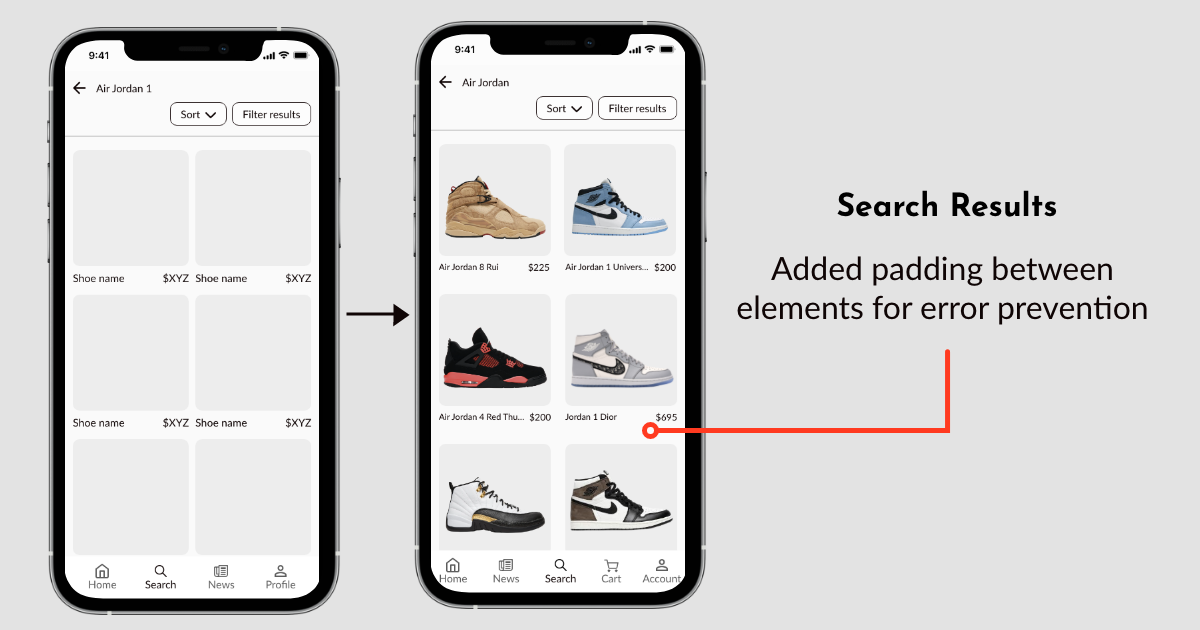 9:41
Air Jordan 1
Sort
Filter results
Shoe name $XYZ Shoe name $XYZ
Shoe name $XYZ Shoe name $XYZ
Home Search News Profile
9:41
Air Jordan
Sort
Filter results
Air Jordan 8 Rui $225 Air Jordan 1 Univers... $200
Air Jordan 4 Red Thu... $200 Jordan 1 Dior $695
Home News Search Cart Account
Search Results
Added padding between
elements for error prevention